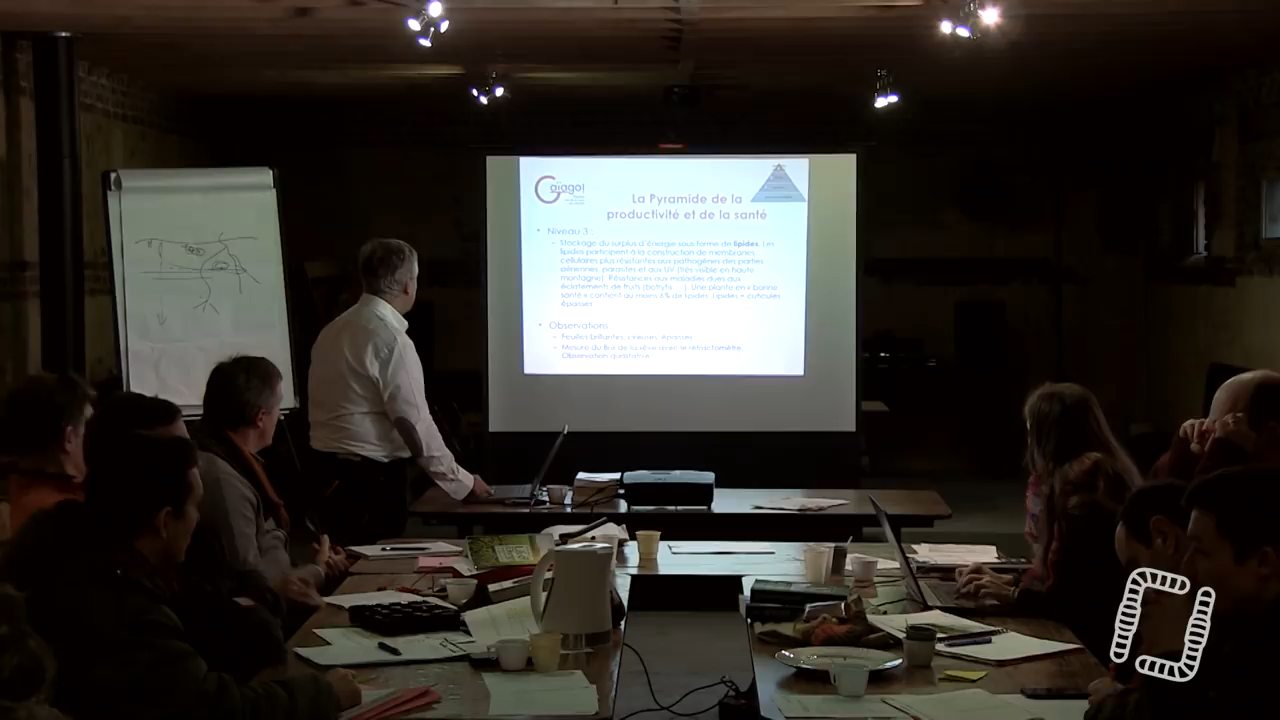 Gaiago
La Pyramide de la
productivité et de la santé
• Niveau 3 :
– Stockage du surplus d'énergie sous forme de lipides. Les
lipides participent à la construction de membranes
cellulaires plus résistantes aux pathogènes des parties
aériennes, parasites et aux UV (très visible en haute
montagne). Résistances aux maladies dues aux
éclatements de fruits (botrytis, ...). Une plante en « bonne
santé » contient au moins 6% de lipides. Lipides = cuticules
épaisses
• Observations
– Feuilles brillantes, cireuses, épaisses
– Mesure du Brix de la sève avec le réfractomètre
Observation qualitative